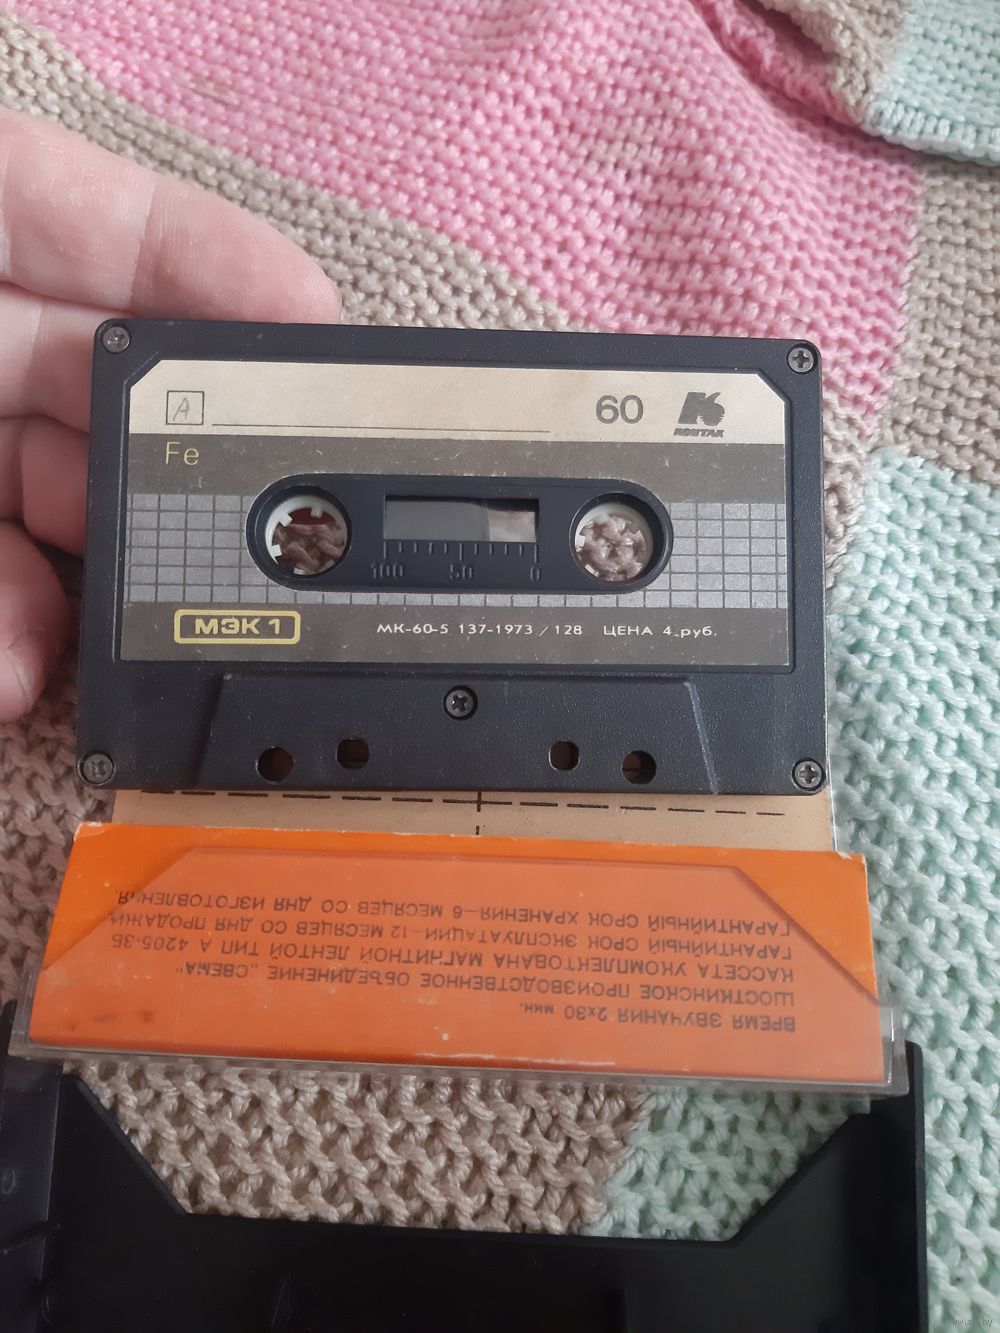 A
60
КОНТАК
Fe
100 50 0
МЭК 1
МК-60-5 137-1973 / 128 ЦЕНА 4 руб.
ВРЕМЯ ЗВУЧАНИЯ 2х30 мин.
ШОСТКИНСКОЕ ПРОИЗВОДСТВЕННОЕ ОБЪЕДИНЕНИЕ „СВЕМА"
КАССЕТА УКОМПЛЕКТОВАНА МАГНИТНОЙ ЛЕНТОЙ ТИП А 4205-3Б
ГАРАНТИЙНЫЙ СРОК ЭКСПЛУАТАЦИИ—12 МЕСЯЦЕВ СО ДНЯ ПРОДАЖИ
ГАРАНТИЙНЫЙ СРОК ХРАНЕНИЯ—6 МЕСЯЦЕВ СО ДНЯ ИЗГОТОВЛЕНИЯ.